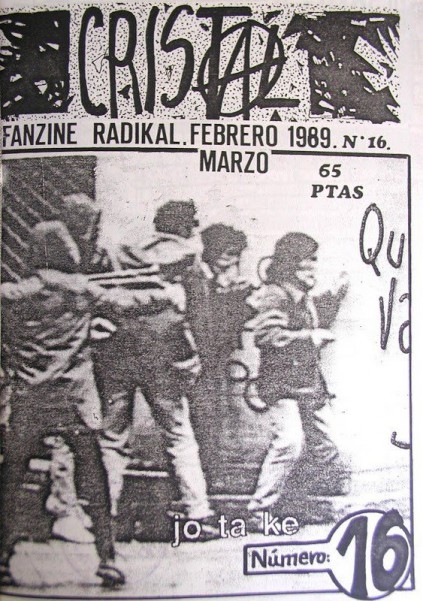 CRISTAL
FANZINE RADIKAL. FEBRERO 1989. Nº 16.
MARZO
65
PTAS
Qu
Va
jo ta ke
Número: 16